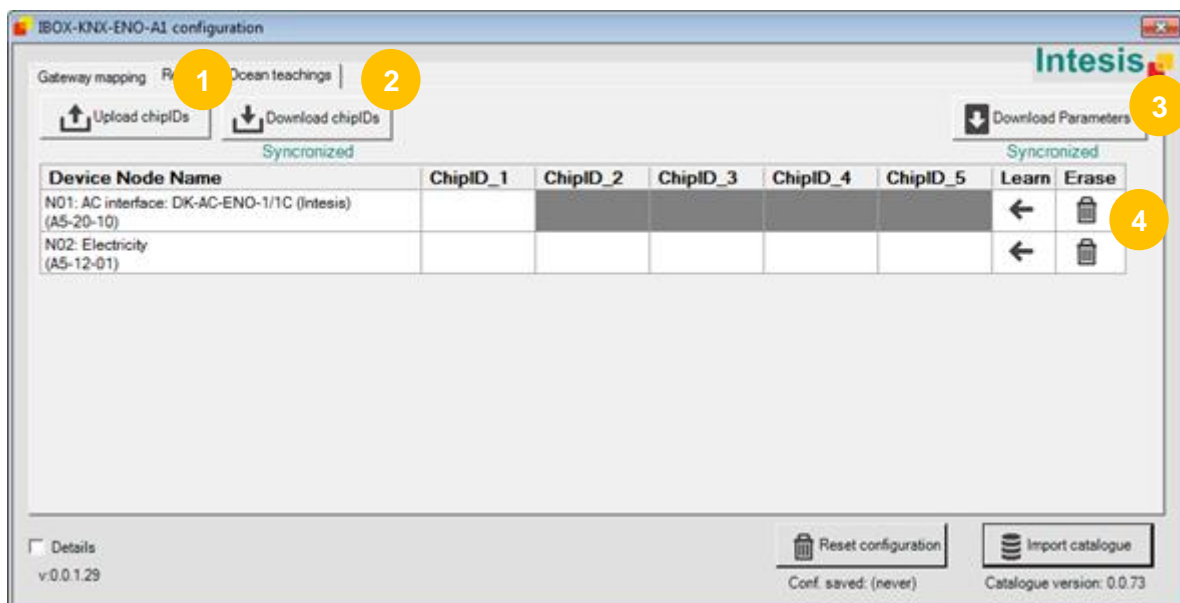 IBOX-KNX-ENO-A1 configuration
Intesis
Gateway mapping 1 Ocean teachings 2
Upload chipIDs Download chipIDs Download Parameters 3
Syncronized Syncronized
Device Node Name ChipID_1 ChipID_2 ChipID_3 ChipID_4 ChipID_5 Learn Erase
N01: AC interface: DK-AC-ENO-1/1C (Intesis)
(A5-20-10)
4
N02: Electricity
(A5-12-01)
Details Reset configuration Import catalogue
v:0.0.1.29 Conf. saved: (never) Catalogue version: 0.0.73